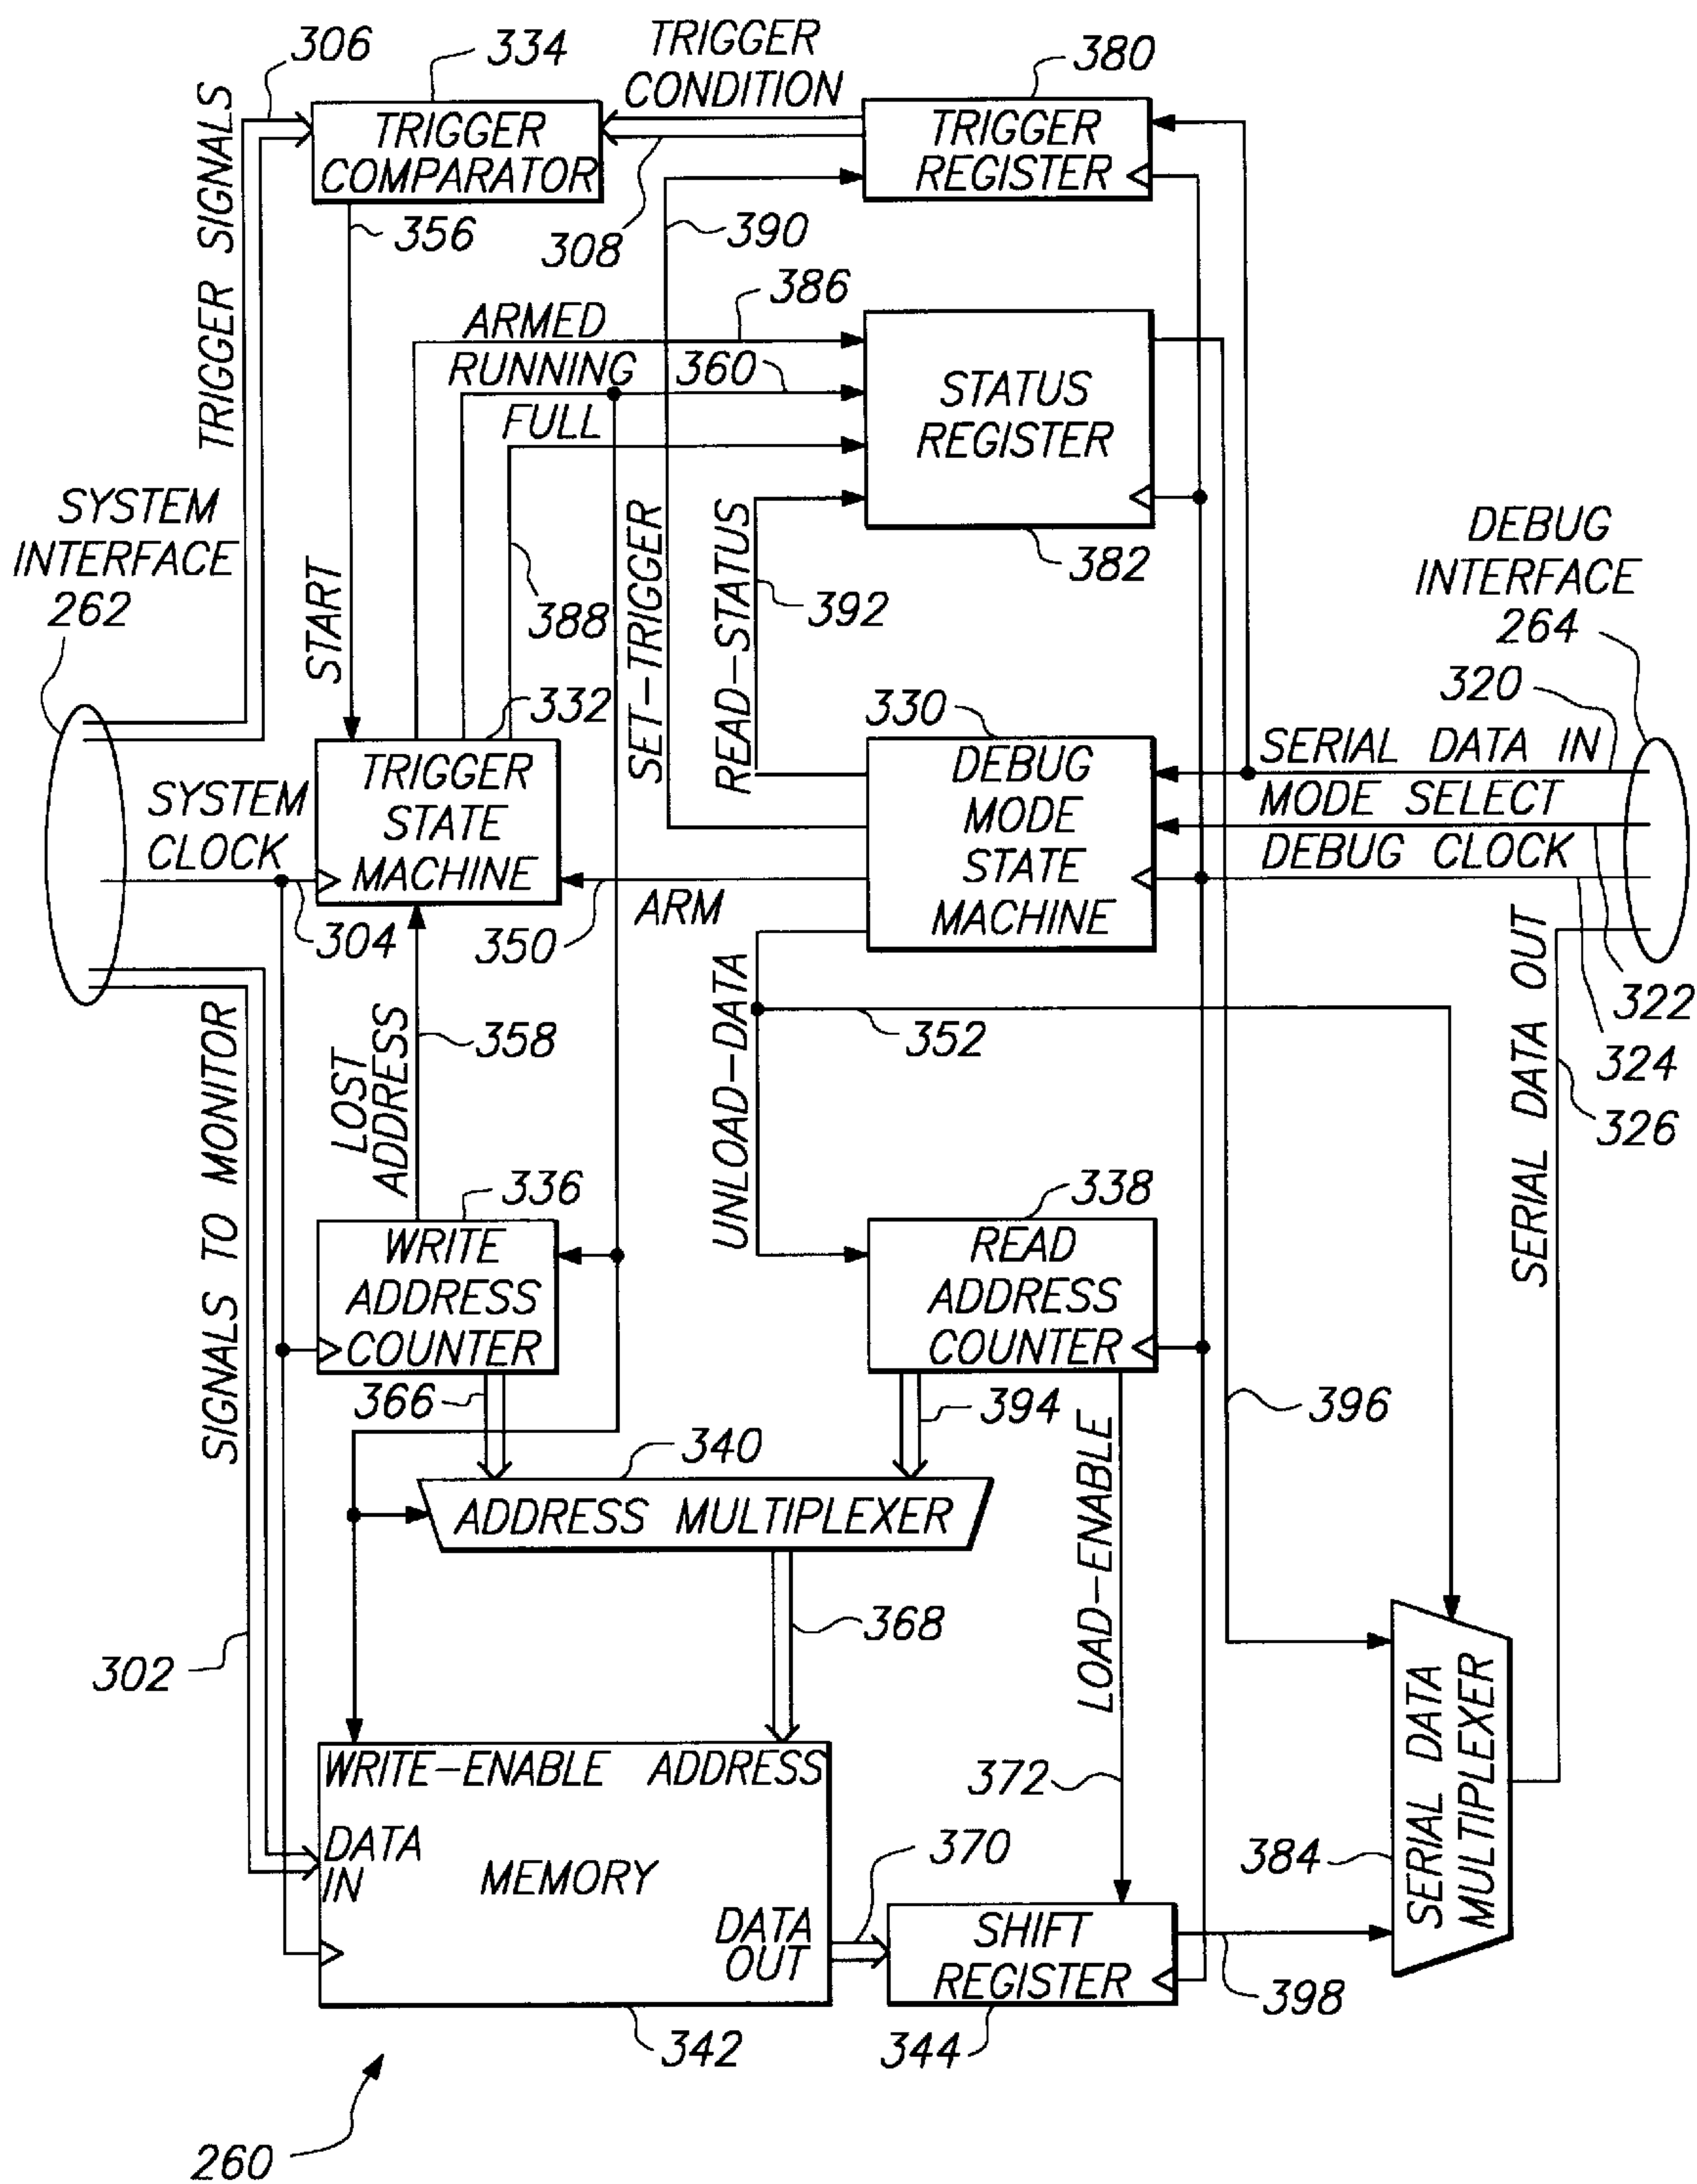 306
334
TRIGGER
CONDITION
380
TRIGGER SIGNALS
TRIGGER
COMPARATOR
TRIGGER
REGISTER
356
308
390
386
ARMED
RUNNING
360
FULL
STATUS
REGISTER
SYSTEM
INTERFACE
262
START
388
SET-TRIGGER
READ-STATUS
392
382
DEBUG
INTERFACE
264
332
330
320
SYSTEM
CLOCK
TRIGGER
STATE
MACHINE
DEBUG
MODE
STATE
MACHINE
SERIAL DATA IN
MODE SELECT
DEBUG CLOCK
304
350
ARM
322
324
326
SIGNALS TO MONITOR
LOST
ADDRESS
358
UNLOAD-DATA
352
SERIAL DATA OUT
336
338
WRITE
ADDRESS
COUNTER
READ
ADDRESS
COUNTER
366
394
396
340
ADDRESS MULTIPLEXER
LOAD-ENABLE
368
302
WRITE-ENABLE ADDRESS
DATA
IN
MEMORY
DATA
OUT
372
370
384
SERIAL DATA
MULTIPLEXER
SHIFT
REGISTER
398
342
344
260